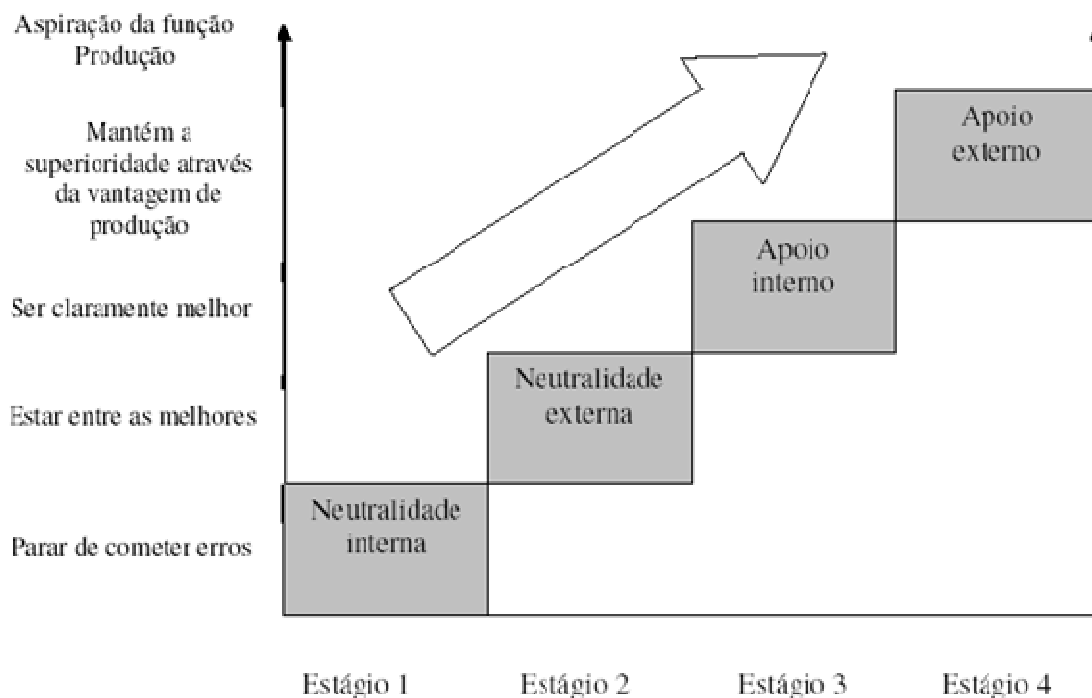 Aspiração da função
Produção
Mantém a
superioridade através
da vantagem de
produção
Ser claramente melhor
Estar entre as melhores
Parar de cometer erros
Apoio
externo
Apoio
interno
Neutralidade
externa
Neutralidade
interna
Estágio 1
Estágio 2
Estágio 3
Estágio 4